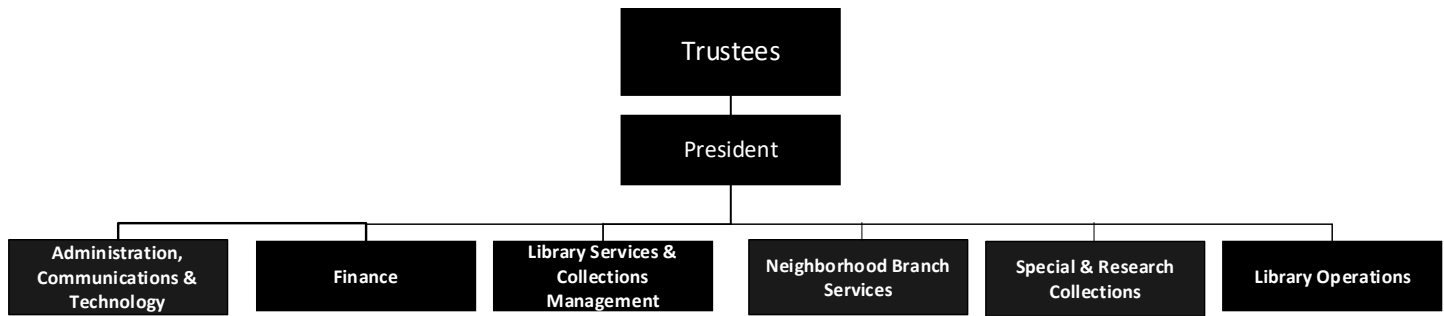 Trustees
President
Administration,
Communications &
Technology
Finance
Library Services &
Collections
Management
Neighborhood Branch
Services
Special & Research
Collections
Library Operations